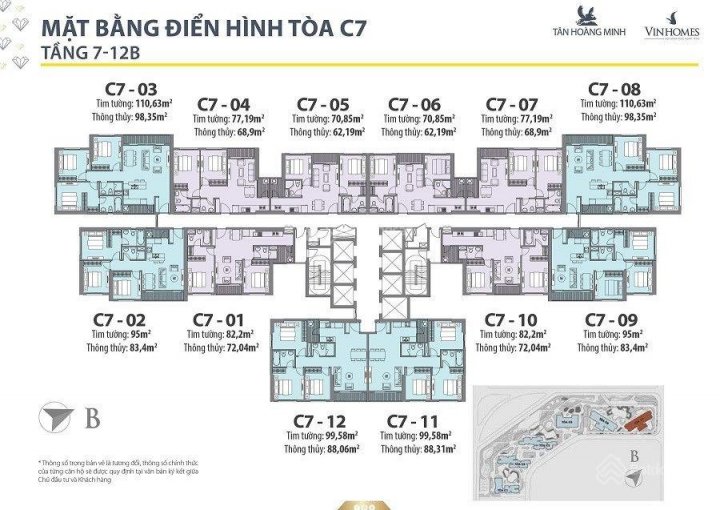 MẶT BẰNG ĐIỂN HÌNH TÒA C7
TẦNG 7-12B
TÂN HOÀNG MINH
VINHOMES
C7 - 03
Tim tường: 110,63m²
Thông thủy: 98,35m²
C7 - 04
Tim tường: 77,19m²
Thông thủy: 68,9m²
C7 - 05
Tim tường: 70,85m²
Thông thủy: 62,19m²
C7 - 06
Tim tường: 70,85m²
Thông thủy: 62,19m²
C7 - 07
Tim tường: 77,19m²
Thông thủy: 68,9m²
C7 - 08
Tim tường: 110,63m²
Thông thủy: 98,35m²
C7 - 02
Tim tường: 95m²
Thông thủy: 83,4m²
C7 - 01
Tim tường: 82,2m²
Thông thủy: 72,04m²
C7 - 10
Tim tường: 82,2m²
Thông thủy: 72,04m²
C7 - 09
Tim tường: 95m²
Thông thủy: 83,4m²
C7 - 12
Tim tường: 99,58m²
Thông thủy: 88,06m²
C7 - 11
Tim tường: 99,58m²
Thông thủy: 88,31m²
B
B
* Thông số trong bản vẽ là tương đối, thông số chính thức
của từng căn hộ sẽ được quy định tại văn bản ký kết giữa
Chủ đầu tư và Khách hàng